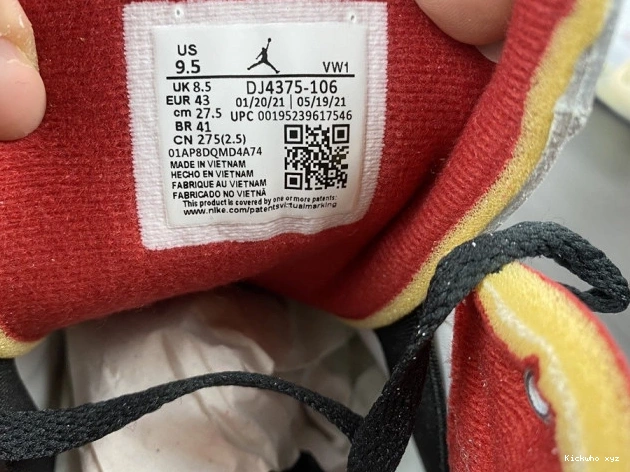 US
9.5
VW1
UK 8.5
DJ4375-106
EUR 43
01/20/21 | 05/19/21
cm 27.5
UPC 00195239617546
BR 41
CN 275(2.5)
01AP8DQMD4A74
MADE IN VIETNAM
HECHO EN VIETNAM
FABRIQUE AU VIETNAM
FABRICADO NO VIETNÃ
This product is covered by one or more patents:
www.nike.com/patentsvirtualmarking
Kickwho xyz